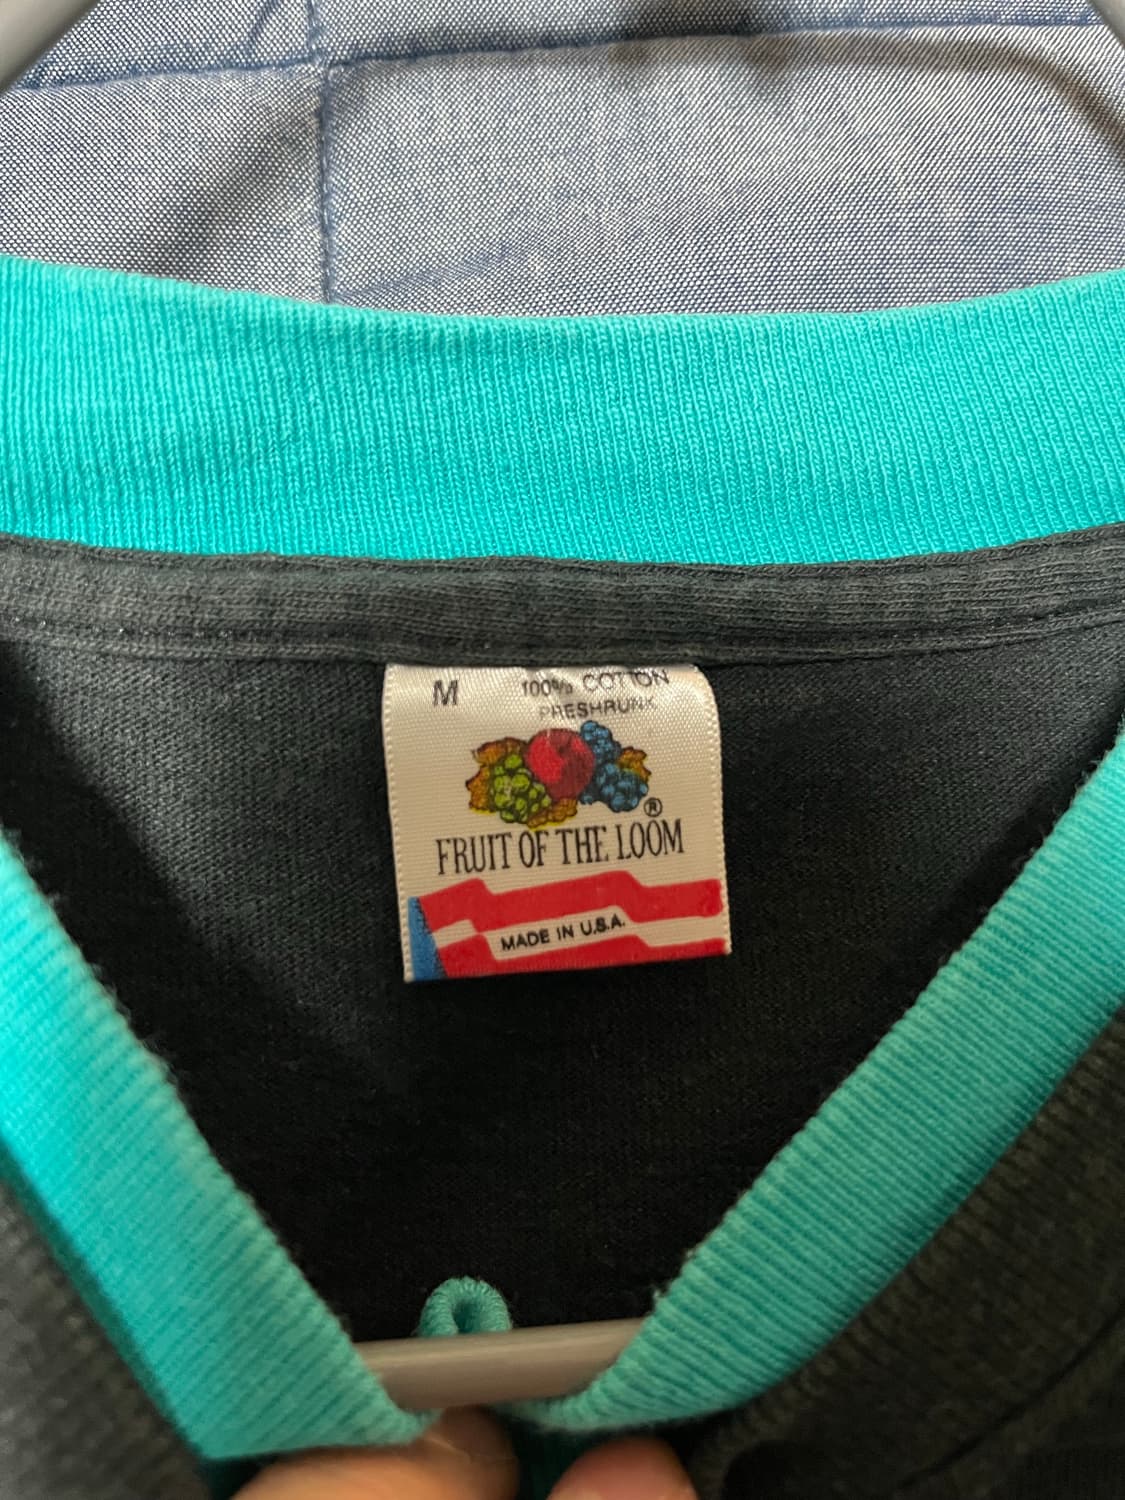 M 100% COTTON
PRESHRUNK
®
FRUIT OF THE LOOM
MADE IN U.S.A.